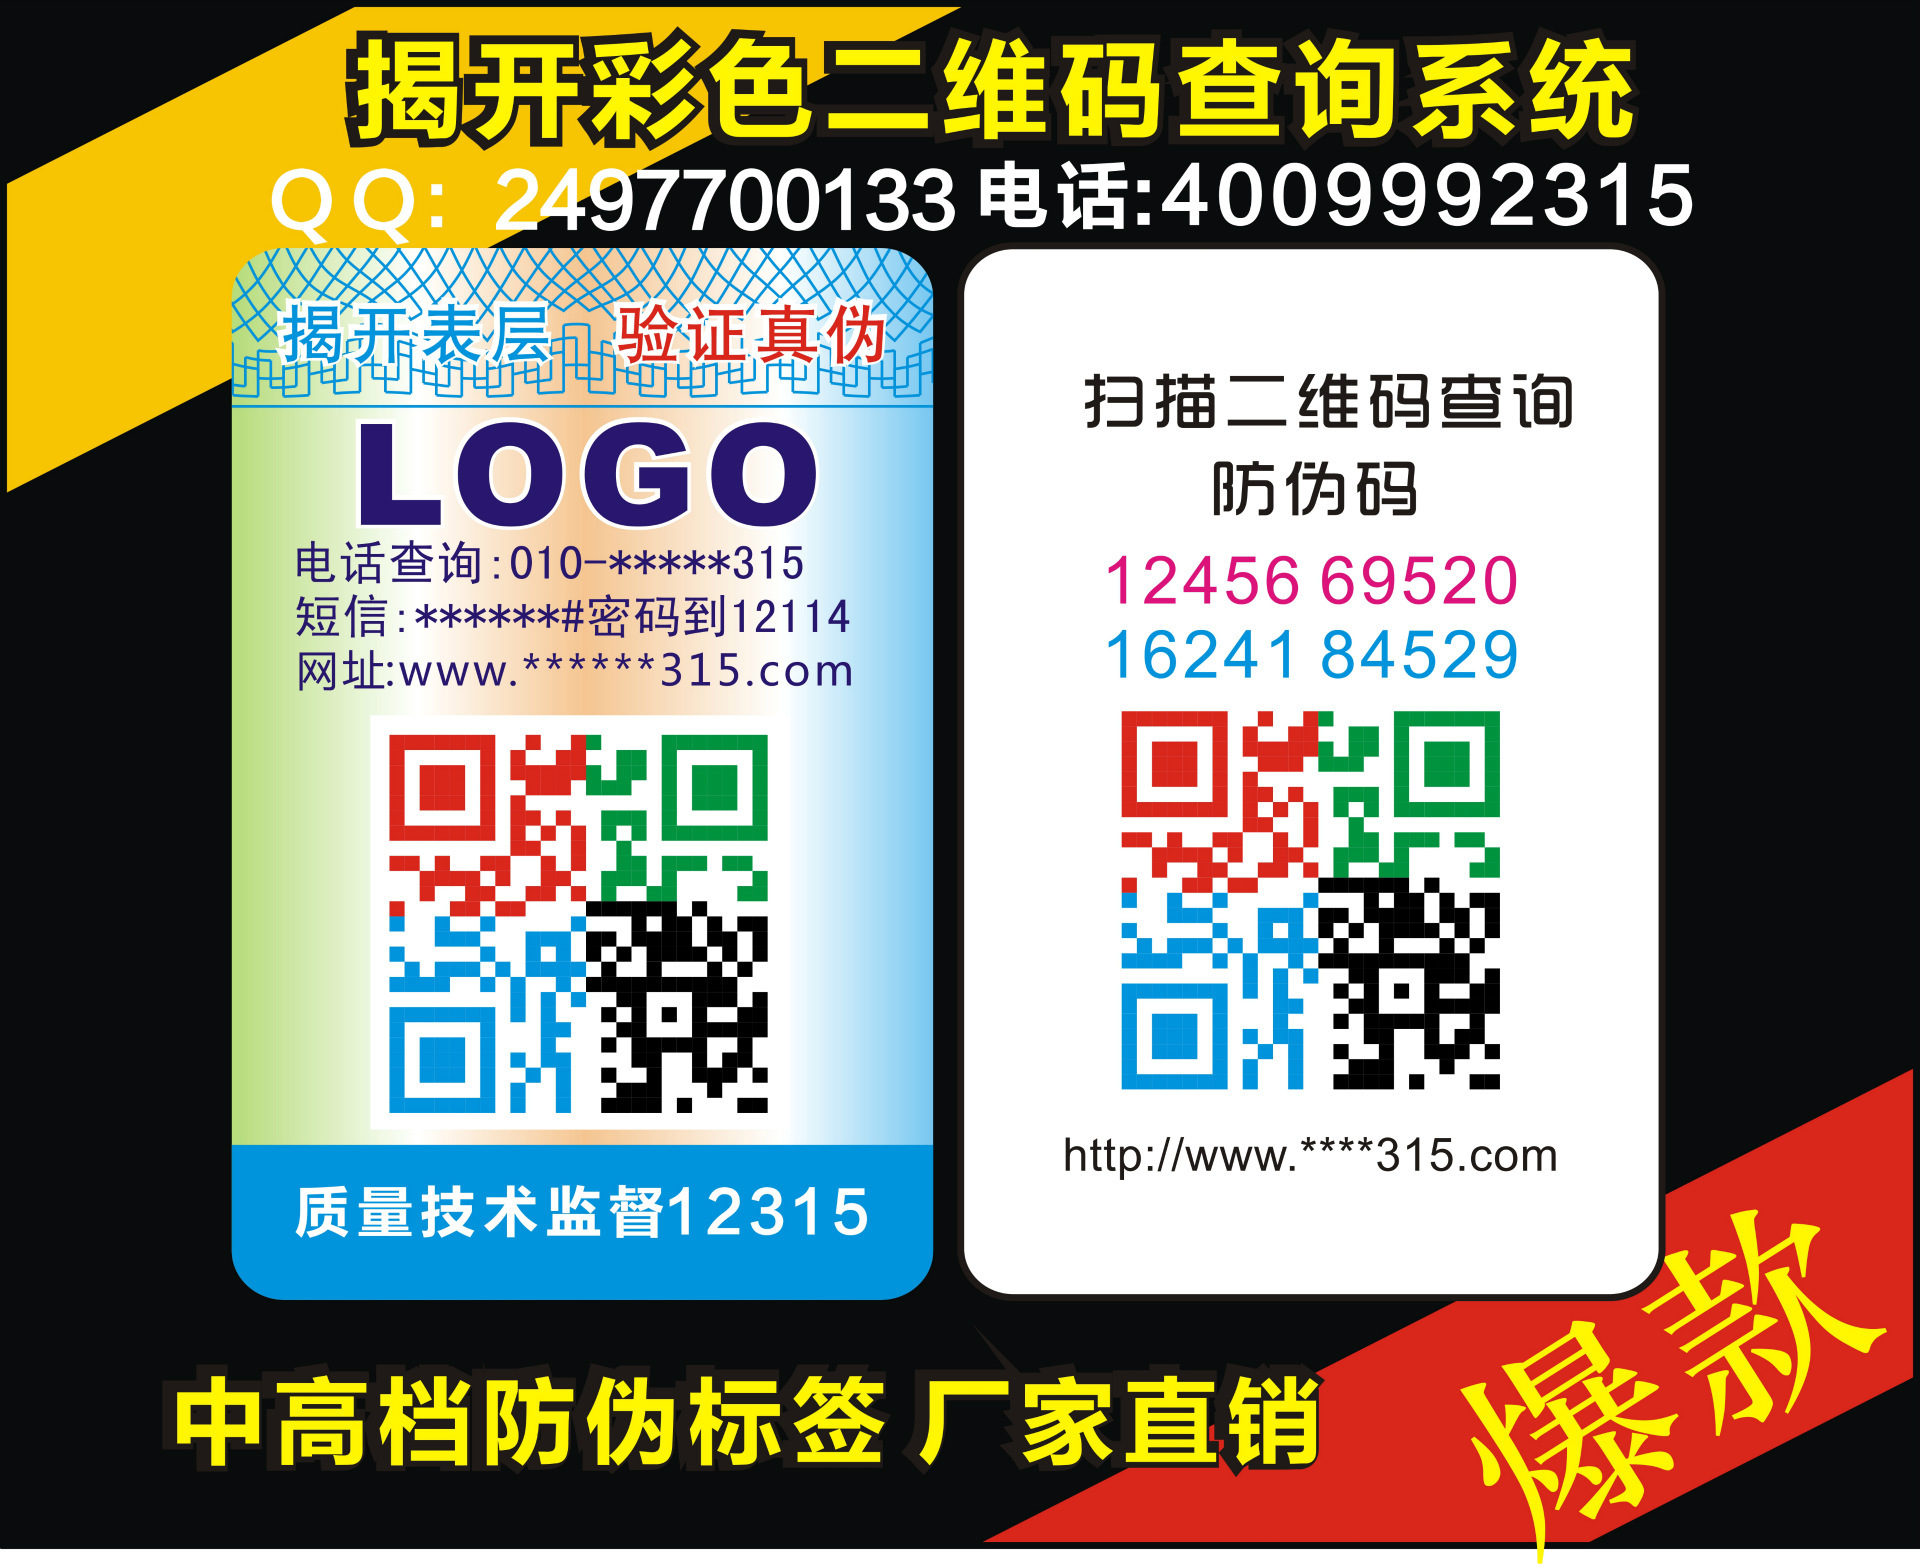 揭开彩色二维码查询系统
QQ：2497700133 电话:4009992315
揭开表层 验证真伪
LOGO
电话查询:010-*****315
短信:******#密码到12114
网址:www.******315.com
质量技术监督12315
扫描二维码查询
防伪码
12456 69520
16241 84529
http://www.****315.com
中高档防伪标签 厂家直销
爆款